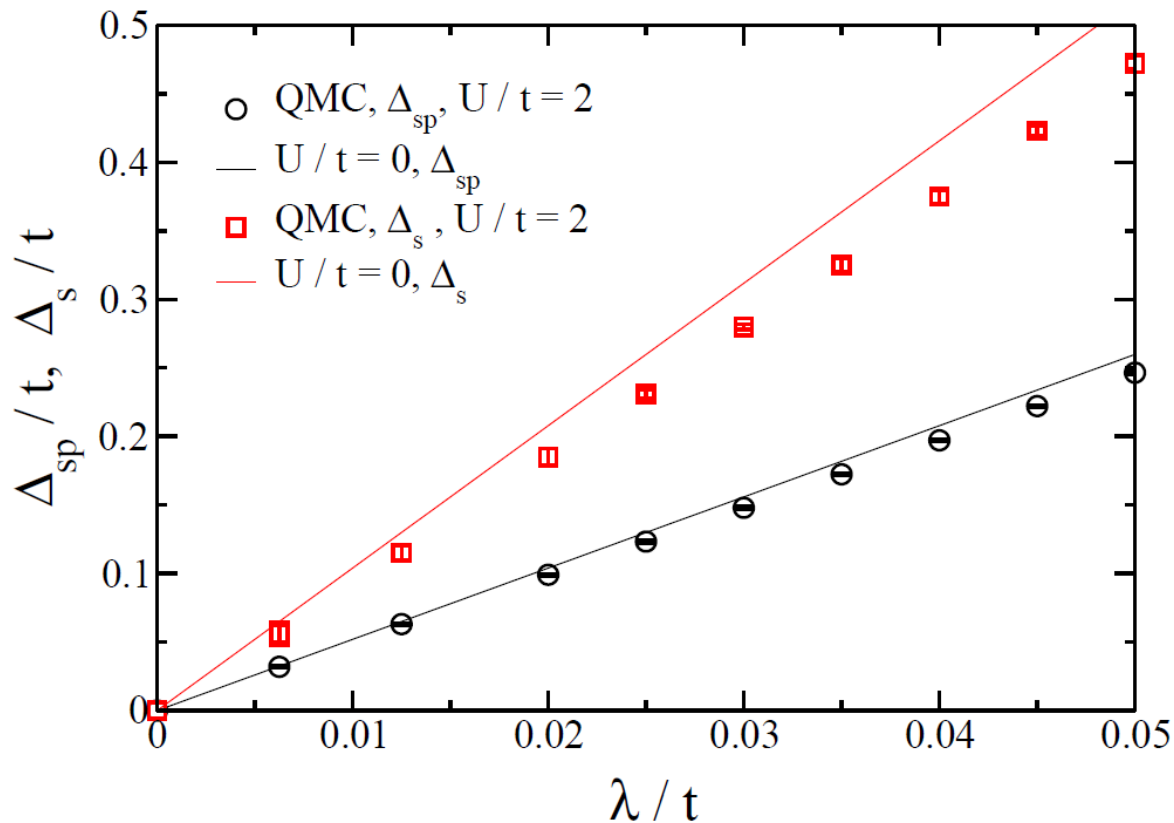 0.5
0.4
0.3
0.2
0.1
0
Δsp / t, Δs / t
QMC, Δsp, U / t = 2
U / t = 0, Δsp
QMC, Δs , U / t = 2
U / t = 0, Δs
0 0.01 0.02 0.03 0.04 0.05
λ / t